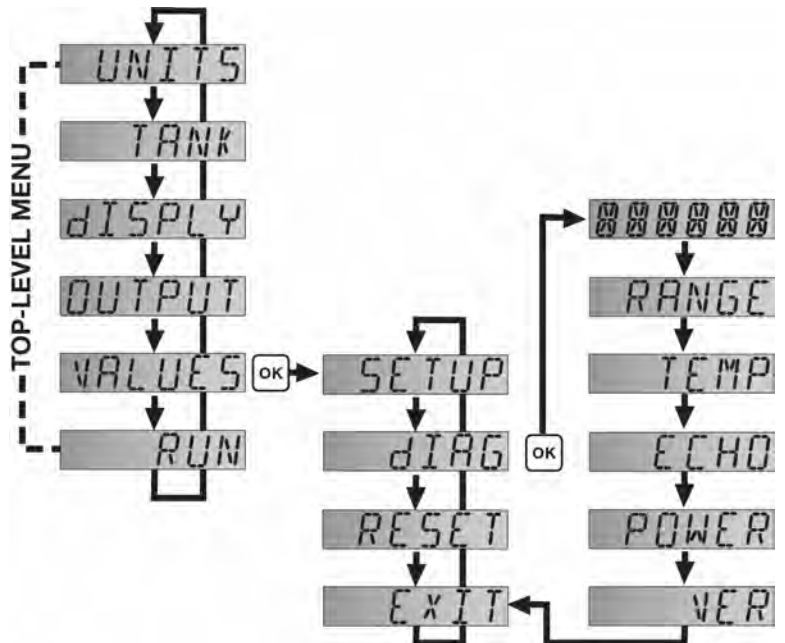 TOP-LEVEL MENU
UNITS
TANK
dISPLY
OUTPUT
VALUES
RUN
OK
SETUP
dIAG
RESET
EXIT
OK
888888
RANGE
TEMP
ECHO
POWER
VER